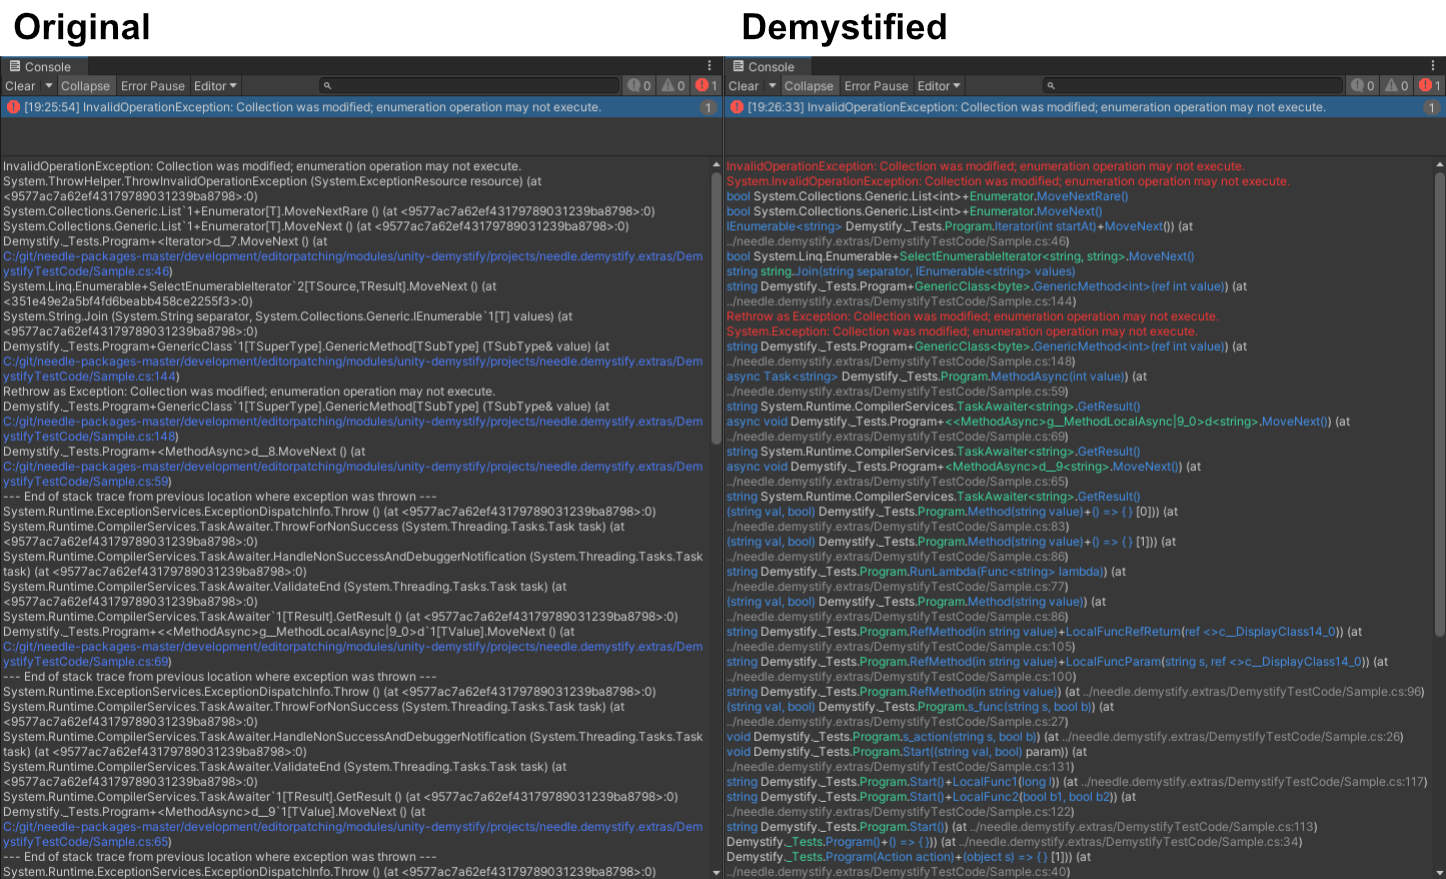 Original
Console
Clear Collapse Error Pause Editor 0 0 1
[19:25:54] InvalidOperationException: Collection was modified; enumeration operation may not execute. 1
InvalidOperationException: Collection was modified; enumeration operation may not execute.
System.ThrowHelper.ThrowInvalidOperationException (System.ExceptionResource resource) (at
<9577ac7a62ef43179789031239ba8798>:0)
System.Collections.Generic.List`1+Enumerator[T].MoveNextRare () (at <9577ac7a62ef43179789031239ba8798>:0)
System.Collections.Generic.List`1+Enumerator[T].MoveNext () (at <9577ac7a62ef43179789031239ba8798>:0)
Demystify._Tests.Program+<Iterator>d__7.MoveNext () (at
C:/git/needle-packages-master/development/editorpatching/modules/unity-demystify/projects/needle.demystify.extras/Dem
ystifyTestCode/Sample.cs:46)
System.Linq.Enumerable+SelectEnumerableIterator`2[TSource,TResult].MoveNext () (at
<351e49e2a5bf4fd6beabb458ce2255f3>:0)
System.String.Join (System.String separator, System.Collections.Generic.IEnumerable`1[T] values) (at
<9577ac7a62ef43179789031239ba8798>:0)
Demystify._Tests.Program+GenericClass`1[TSuperType].GenericMethod[TSubType] (TSubType& value) (at
C:/git/needle-packages-master/development/editorpatching/modules/unity-demystify/projects/needle.demystify.extras/Dem
ystifyTestCode/Sample.cs:144)
Rethrow as Exception: Collection was modified; enumeration operation may not execute.
Demystify._Tests.Program+GenericClass`1[TSuperType].GenericMethod[TSubType] (TSubType& value) (at
C:/git/needle-packages-master/development/editorpatching/modules/unity-demystify/projects/needle.demystify.extras/Dem
ystifyTestCode/Sample.cs:148)
Demystify._Tests.Program+<MethodAsync>d__8.MoveNext () (at
C:/git/needle-packages-master/development/editorpatching/modules/unity-demystify/projects/needle.demystify.extras/Dem
ystifyTestCode/Sample.cs:59)
--- End of stack trace from previous location where exception was thrown ---
System.Runtime.ExceptionServices.ExceptionDispatchInfo.Throw () (at <9577ac7a62ef43179789031239ba8798>:0)
System.Runtime.CompilerServices.TaskAwaiter.ThrowForNonSuccess (System.Threading.Tasks.Task task) (at
<9577ac7a62ef43179789031239ba8798>:0)
System.Runtime.CompilerServices.TaskAwaiter.HandleNonSuccessAndDebuggerNotification (System.Threading.Tasks.Task
task) (at <9577ac7a62ef43179789031239ba8798>:0)
System.Runtime.CompilerServices.TaskAwaiter.ValidateEnd (System.Threading.Tasks.Task task) (at
<9577ac7a62ef43179789031239ba8798>:0)
System.Runtime.CompilerServices.TaskAwaiter`1[TResult].GetResult () (at <9577ac7a62ef43179789031239ba8798>:0)
Demystify._Tests.Program+<<MethodAsync>g__MethodLocalAsync|9_0>d`1[TValue].MoveNext () (at
C:/git/needle-packages-master/development/editorpatching/modules/unity-demystify/projects/needle.demystify.extras/Dem
ystifyTestCode/Sample.cs:69)
--- End of stack trace from previous location where exception was thrown ---
System.Runtime.ExceptionServices.ExceptionDispatchInfo.Throw () (at <9577ac7a62ef43179789031239ba8798>:0)
System.Runtime.CompilerServices.TaskAwaiter.ThrowForNonSuccess (System.Threading.Tasks.Task task) (at
<9577ac7a62ef43179789031239ba8798>:0)
System.Runtime.CompilerServices.TaskAwaiter.HandleNonSuccessAndDebuggerNotification (System.Threading.Tasks.Task
task) (at <9577ac7a62ef43179789031239ba8798>:0)
System.Runtime.CompilerServices.TaskAwaiter.ValidateEnd (System.Threading.Tasks.Task task) (at
<9577ac7a62ef43179789031239ba8798>:0)
System.Runtime.CompilerServices.TaskAwaiter`1[TResult].GetResult () (at <9577ac7a62ef43179789031239ba8798>:0)
Demystify._Tests.Program+<MethodAsync>d__9`1[TValue].MoveNext () (at
C:/git/needle-packages-master/development/editorpatching/modules/unity-demystify/projects/needle.demystify.extras/Dem
ystifyTestCode/Sample.cs:65)
--- End of stack trace from previous location where exception was thrown ---
System.Runtime.ExceptionServices.ExceptionDispatchInfo.Throw () (at <9577ac7a62ef43179789031239ba8798>:0)
Demystified
Console
Clear Collapse Error Pause Editor 0 0 1
[19:26:33] InvalidOperationException: Collection was modified; enumeration operation may not execute. 1
InvalidOperationException: Collection was modified; enumeration operation may not execute.
System.InvalidOperationException: Collection was modified; enumeration operation may not execute.
bool System.Collections.Generic.List<int>+Enumerator.MoveNextRare()
bool System.Collections.Generic.List<int>+Enumerator.MoveNext()
IEnumerable<string> Demystify._Tests.Program.Iterator(int startAt)+MoveNext()) (at
../needle.demystify.extras/DemystifyTestCode/Sample.cs:46)
bool System.Linq.Enumerable+SelectEnumerableIterator<string, string>.MoveNext()
string string.Join(string separator, IEnumerable<string> values)
string Demystify._Tests.Program+GenericClass<byte>.GenericMethod<int>(ref int value)) (at
../needle.demystify.extras/DemystifyTestCode/Sample.cs:144)
Rethrow as Exception: Collection was modified; enumeration operation may not execute.
System.Exception: Collection was modified; enumeration operation may not execute.
string Demystify._Tests.Program+GenericClass<byte>.GenericMethod<int>(ref int value)) (at
../needle.demystify.extras/DemystifyTestCode/Sample.cs:148)
async Task<string> Demystify._Tests.Program.MethodAsync(int value)) (at
../needle.demystify.extras/DemystifyTestCode/Sample.cs:59)
string System.Runtime.CompilerServices.TaskAwaiter<string>.GetResult()
async void Demystify._Tests.Program+<<MethodAsync>g__MethodLocalAsync|9_0>d<string>.MoveNext()) (at
../needle.demystify.extras/DemystifyTestCode/Sample.cs:69)
string System.Runtime.CompilerServices.TaskAwaiter<string>.GetResult()
async void Demystify._Tests.Program+<MethodAsync>d__9<string>.MoveNext()) (at
../needle.demystify.extras/DemystifyTestCode/Sample.cs:65)
string System.Runtime.CompilerServices.TaskAwaiter<string>.GetResult()
(string val, bool) Demystify._Tests.Program.Method(string value)+() => { } [0])) (at
../needle.demystify.extras/DemystifyTestCode/Sample.cs:83)
(string val, bool) Demystify._Tests.Program.Method(string value)+() => { } [1])) (at
../needle.demystify.extras/DemystifyTestCode/Sample.cs:86)
string Demystify._Tests.Program.RunLambda(Func<string> lambda)) (at
../needle.demystify.extras/DemystifyTestCode/Sample.cs:77)
(string val, bool) Demystify._Tests.Program.Method(string value)) (at
../needle.demystify.extras/DemystifyTestCode/Sample.cs:86)
string Demystify._Tests.Program.RefMethod(in string value)+LocalFuncRefReturn(ref <>c__DisplayClass14_0)) (at
../needle.demystify.extras/DemystifyTestCode/Sample.cs:105)
string Demystify._Tests.Program.RefMethod(in string value)+LocalFuncParam(string s, ref <>c__DisplayClass14_0)) (at
../needle.demystify.extras/DemystifyTestCode/Sample.cs:100)
string Demystify._Tests.Program.RefMethod(in string value)) (at ../needle.demystify.extras/DemystifyTestCode/Sample.cs:96)
(string val, bool) Demystify._Tests.Program.s_func(string s, bool b)) (at
../needle.demystify.extras/DemystifyTestCode/Sample.cs:27)
void Demystify._Tests.Program.s_action(string s, bool b)) (at ../needle.demystify.extras/DemystifyTestCode/Sample.cs:26)
void Demystify._Tests.Program.Start((string val, bool) param)) (at
../needle.demystify.extras/DemystifyTestCode/Sample.cs:131)
string Demystify._Tests.Program.Start()+LocalFunc1(long l)) (at ../needle.demystify.extras/DemystifyTestCode/Sample.cs:117)
string Demystify._Tests.Program.Start()+LocalFunc2(bool b1, bool b2)) (at
../needle.demystify.extras/DemystifyTestCode/Sample.cs:122)
string Demystify._Tests.Program.Start()) (at ../needle.demystify.extras/DemystifyTestCode/Sample.cs:113)
Demystify._Tests.Program()+() => { })) (at ../needle.demystify.extras/DemystifyTestCode/Sample.cs:34)
Demystify._Tests.Program(Action action)+(object s) => { } [1])) (at
../needle.demystify.extras/DemystifyTestCode/Sample.cs:40)